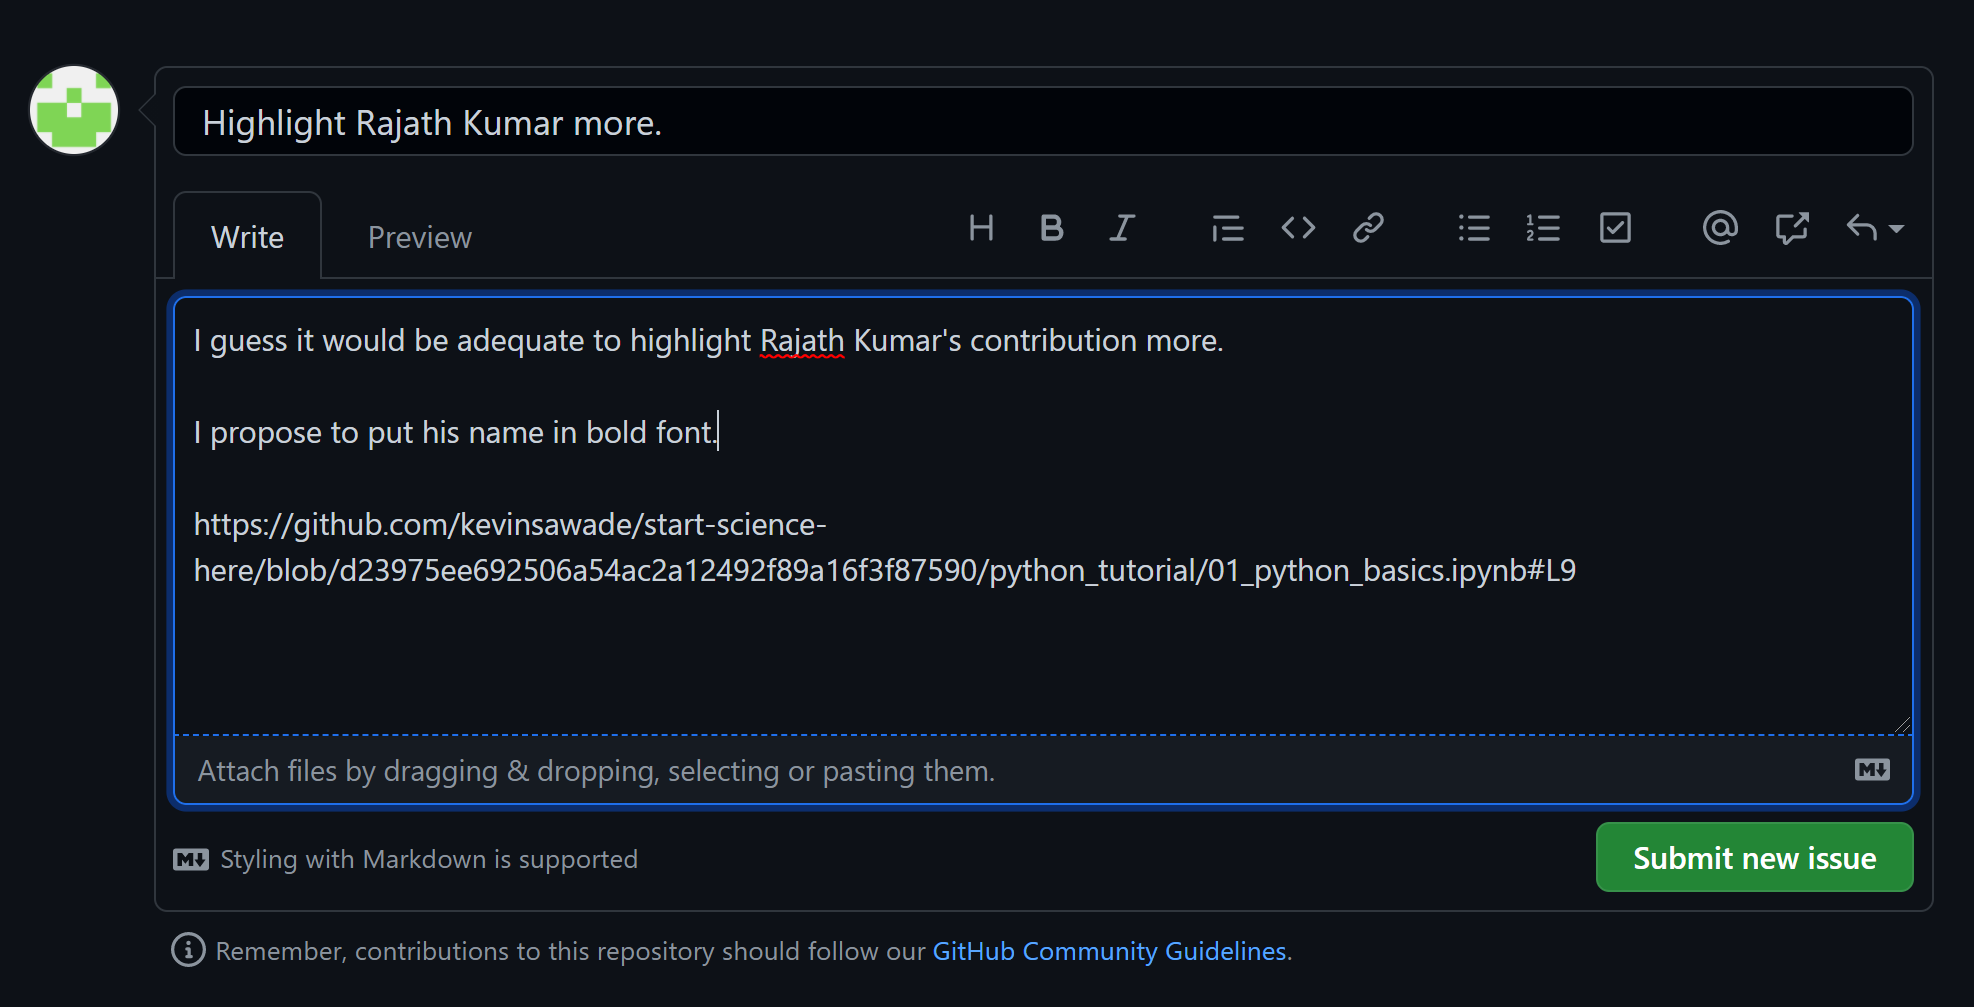 Highlight Rajath Kumar more.
Write Preview
I guess it would be adequate to highlight Rajath Kumar's contribution more.
I propose to put his name in bold font.
https://github.com/kevinsawade/start-science-
here/blob/d23975ee692506a54ac2a12492f89a16f3f87590/python_tutorial/01_python_basics.ipynb#L9
Attach files by dragging & dropping, selecting or pasting them.
Styling with Markdown is supported
Submit new issue
Remember, contributions to this repository should follow our GitHub Community Guidelines.